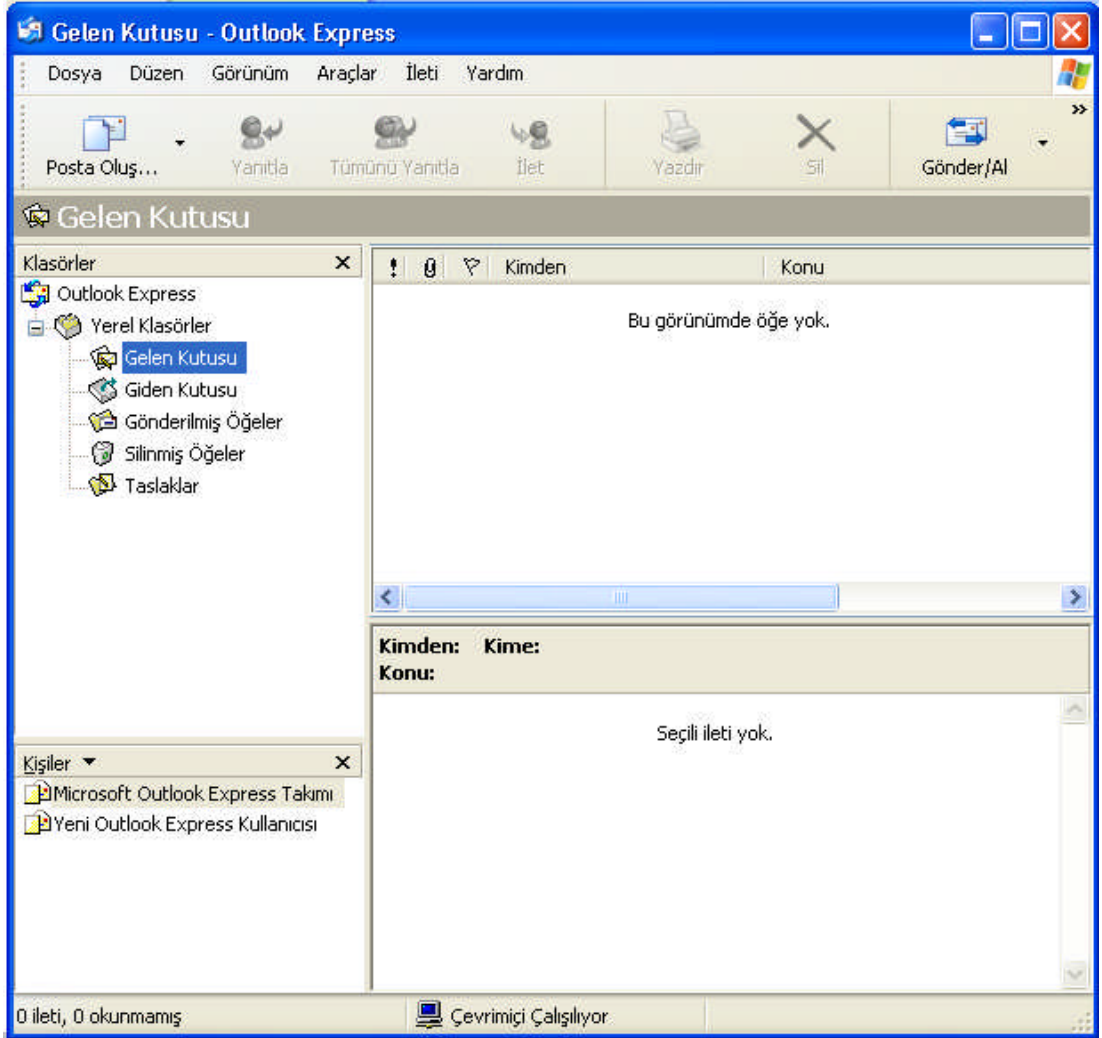 Gelen Kutusu - Outlook Express
Dosya Düzen Görünüm Araçlar İleti Yardım
Posta Oluş... Yanıtla Tümünü Yanıtla İlet Yazdır Sil Gönder/Al
Gelen Kutusu
Klasörler
Outlook Express
Yerel Klasörler
Gelen Kutusu
Giden Kutusu
Gönderilmiş Öğeler
Silinmiş Öğeler
Taslaklar
Kimden Konu
Bu görünümde öğe yok.
Kimden: Kime:
Konu:
Seçili ileti yok.
Kişiler
Microsoft Outlook Express Takımı
Yeni Outlook Express Kullanıcısı
0 ileti, 0 okunmamış
Çevrimiçi Çalışılıyor